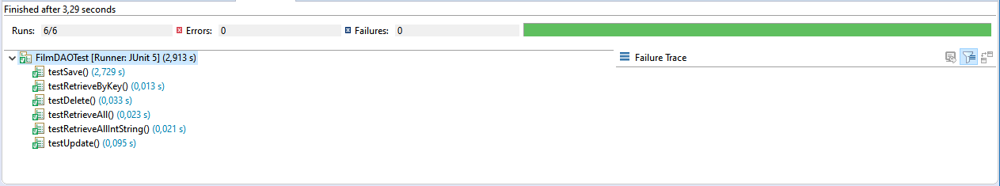 Finished after 3,29 seconds
Runs: 6/6 Errors: 0 Failures: 0
FilmDAOTest [Runner: JUnit 5] (2,913 s)
testSave() (2,729 s)
testRetrieveByKey() (0,013 s)
testDelete() (0,033 s)
testRetrieveAll() (0,023 s)
testRetrieveAllIntString() (0,021 s)
testUpdate() (0,095 s)
Failure Trace